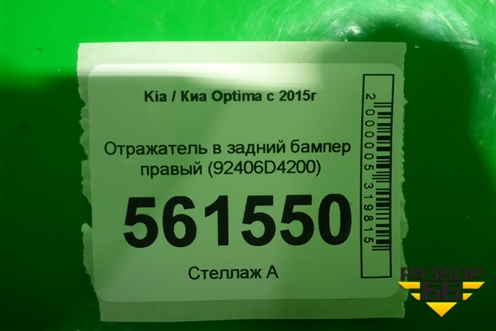 Kia / Киа Optima с 2015г
Отражатель в задний бампер
правый (92406D4200)
561550
Стеллаж А
2000005319815
РАЗБОР
66